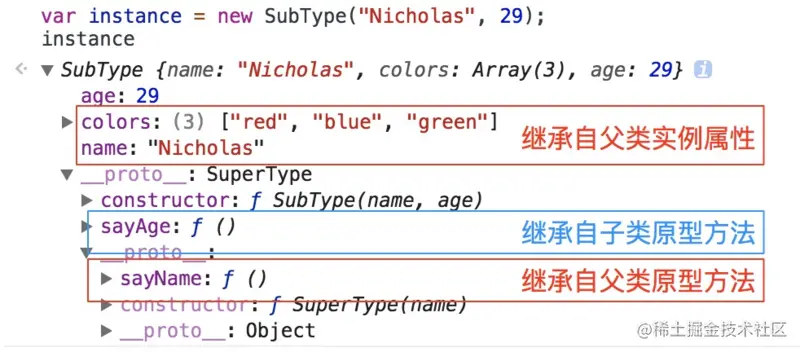 var instance = new SubType("Nicholas", 29);
instance
SubType {name: "Nicholas", colors: Array(3), age: 29} i
age: 29
colors: (3) ["red", "blue", "green"] 继承自父类实例属性
name: "Nicholas"
__proto__: SuperType
constructor: ƒ SubType(name, age)
sayAge: ƒ () 继承自子类原型方法
__proto__:
sayName: ƒ () 继承自父类原型方法
constructor: ƒ SuperType(name)
__proto__: Object
@稀土掘金技术社区